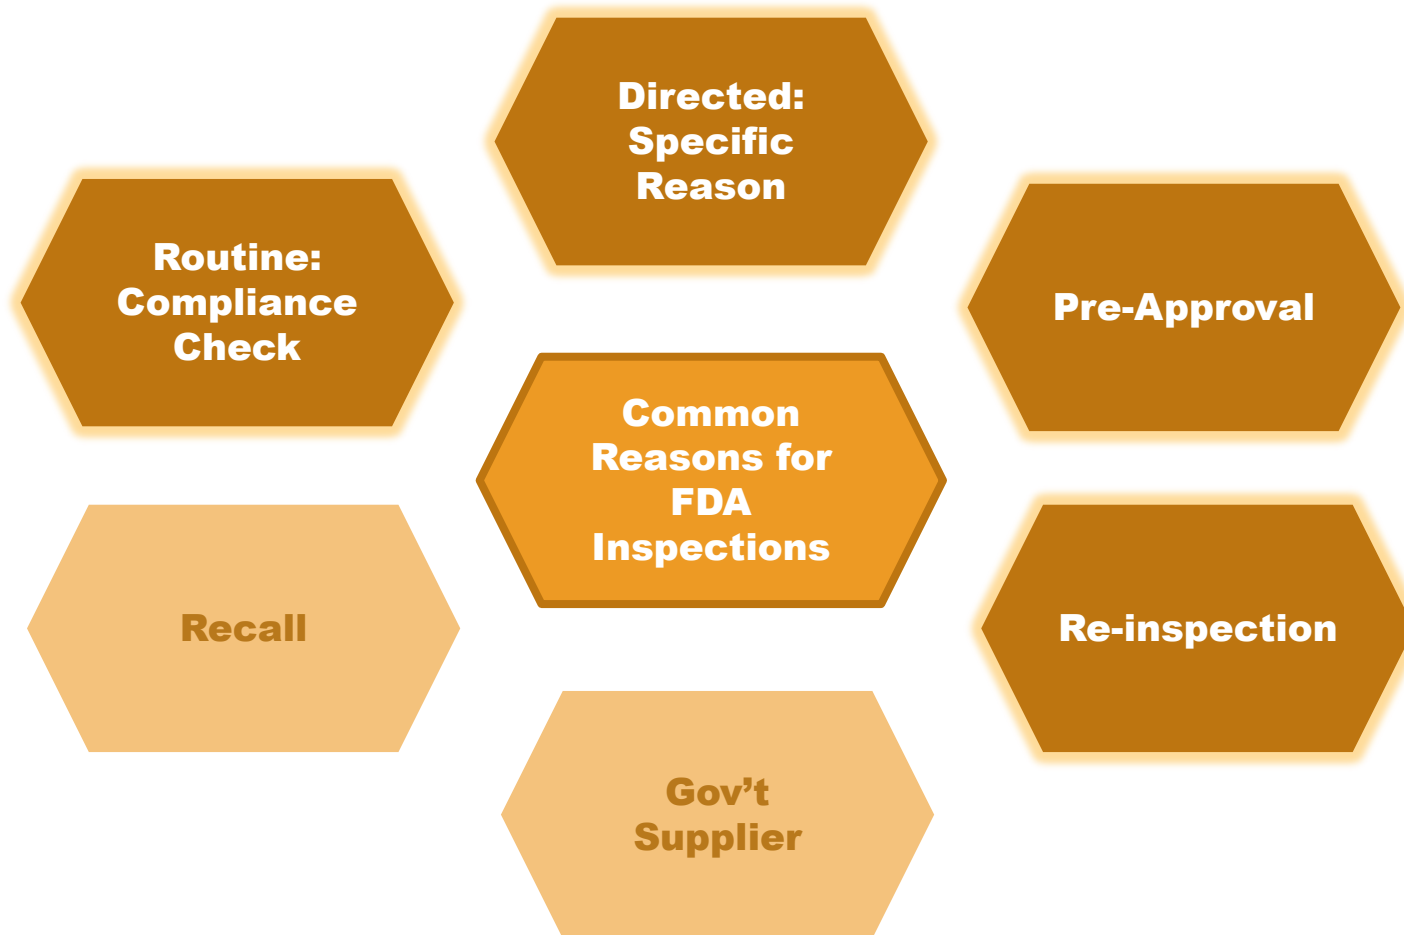 Directed:
Specific
Reason
Routine:
Compliance
Check
Pre-Approval
Common
Reasons for
FDA
Inspections
Recall
Re-inspection
Gov’t
Supplier